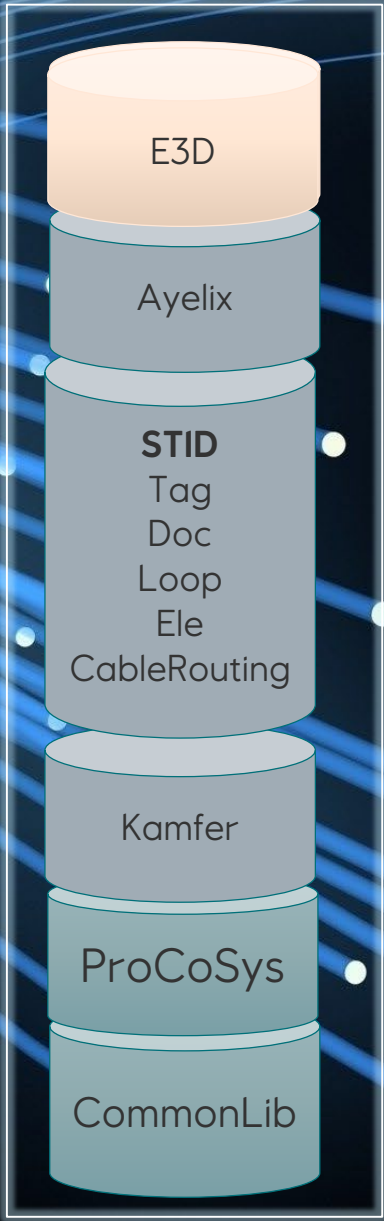 E3D
Ayelix
STID
Tag
Doc
Loop
Ele
CableRouting
Kamfer
ProCoSys
CommonLib